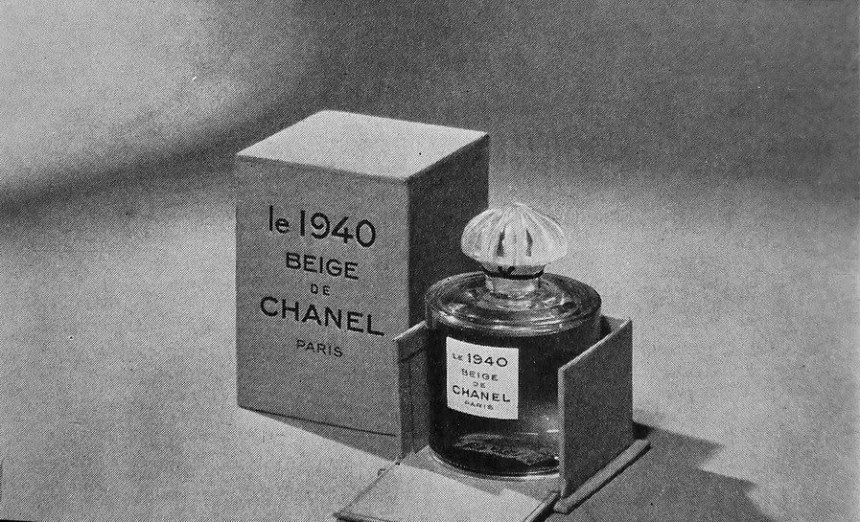 le 1940
BEIGE
DE
CHANEL
PARIS
LE 1940
BEIGE
DE
CHANEL
PARIS